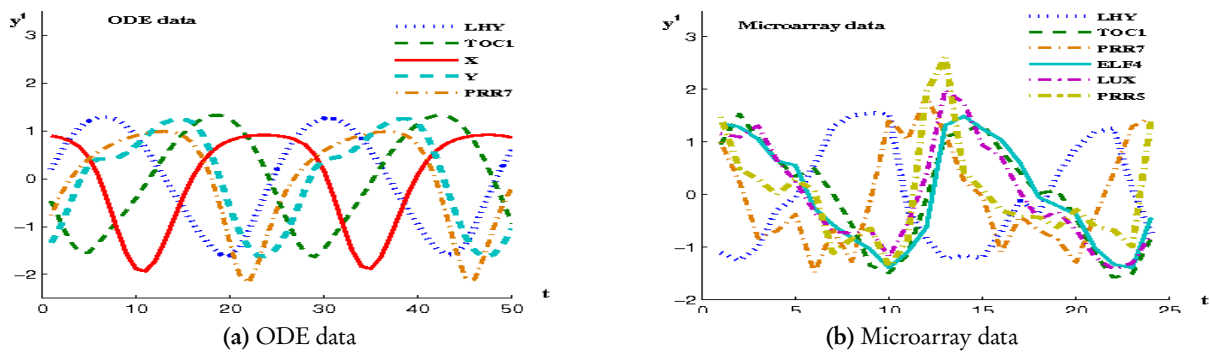 y¹
ODE data
LHY
TOC1
X
Y
PRR7
3
2
1
0
−1
−2
0
10
20
30
40
50
t
(a) ODE data
y¹
Microarray data
LHY
TOC1
PRR7
ELF4
LUX
PRR5
3
2
1
0
−1
−2
0
5
10
15
20
25
t
(b) Microarray data